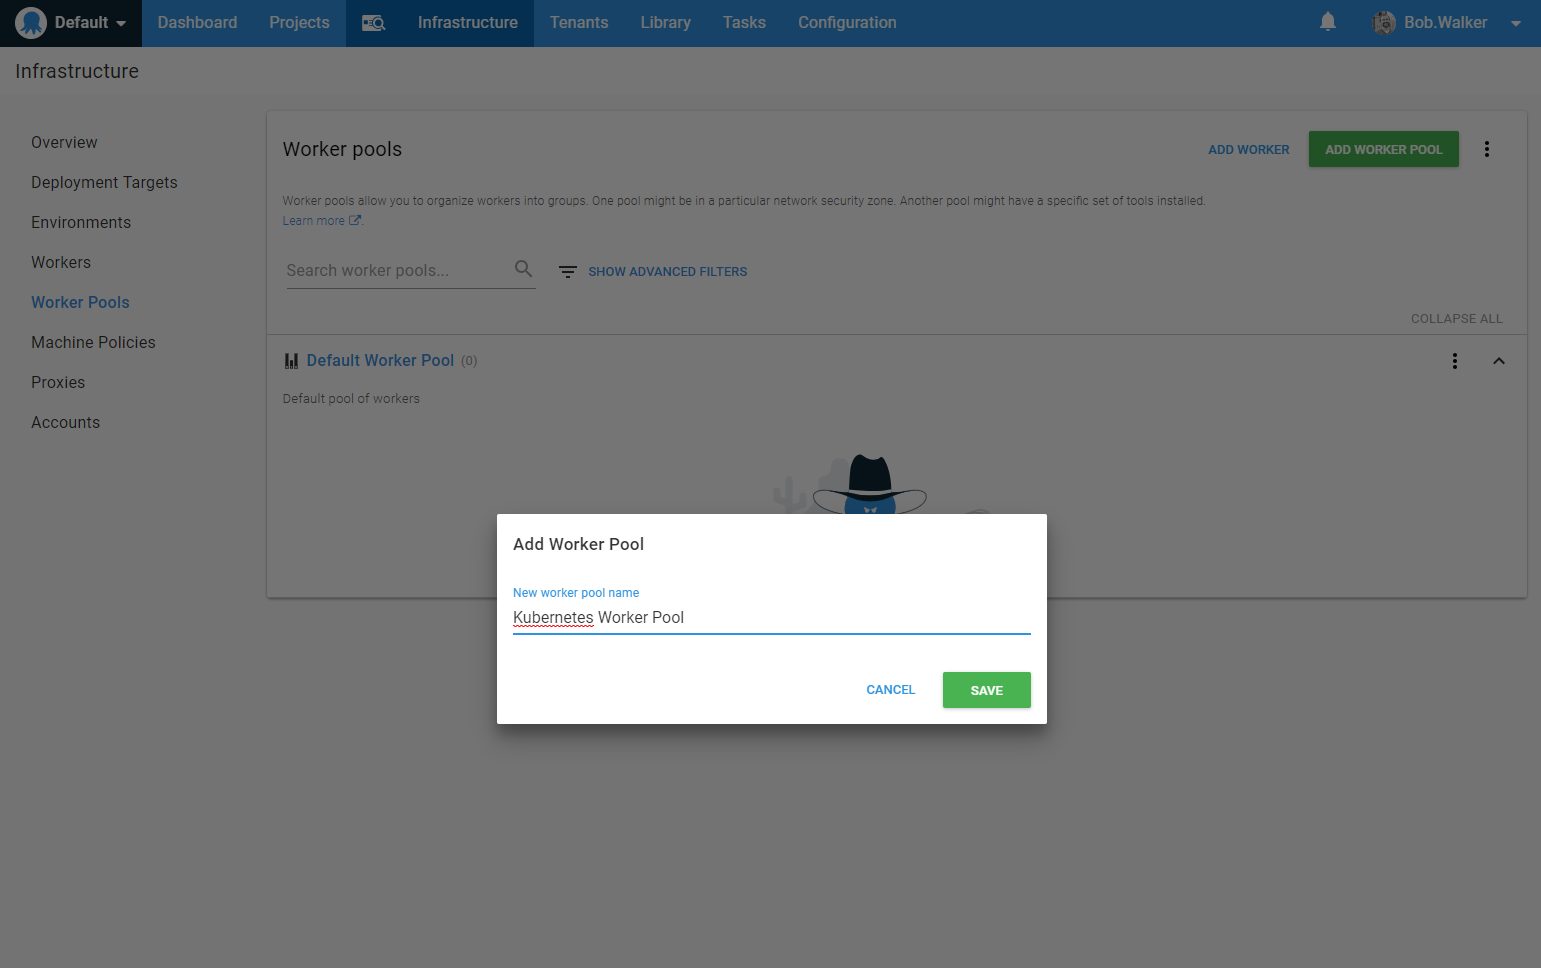 Default Dashboard Projects Infrastructure Tenants Library Tasks Configuration Bob.Walker
Infrastructure
Overview
Deployment Targets
Environments
Workers
Worker Pools
Machine Policies
Proxies
Accounts
Worker pools ADD WORKER ADD WORKER POOL
Worker pools allow you to organize workers into groups. One pool might be in a particular network security zone. Another pool might have a specific set of tools installed.
Learn more.
Search worker pools... SHOW ADVANCED FILTERS
COLLAPSE ALL
Default Worker Pool (0)
Default pool of workers
Add Worker Pool
New worker pool name
Kubernetes Worker Pool
CANCEL SAVE